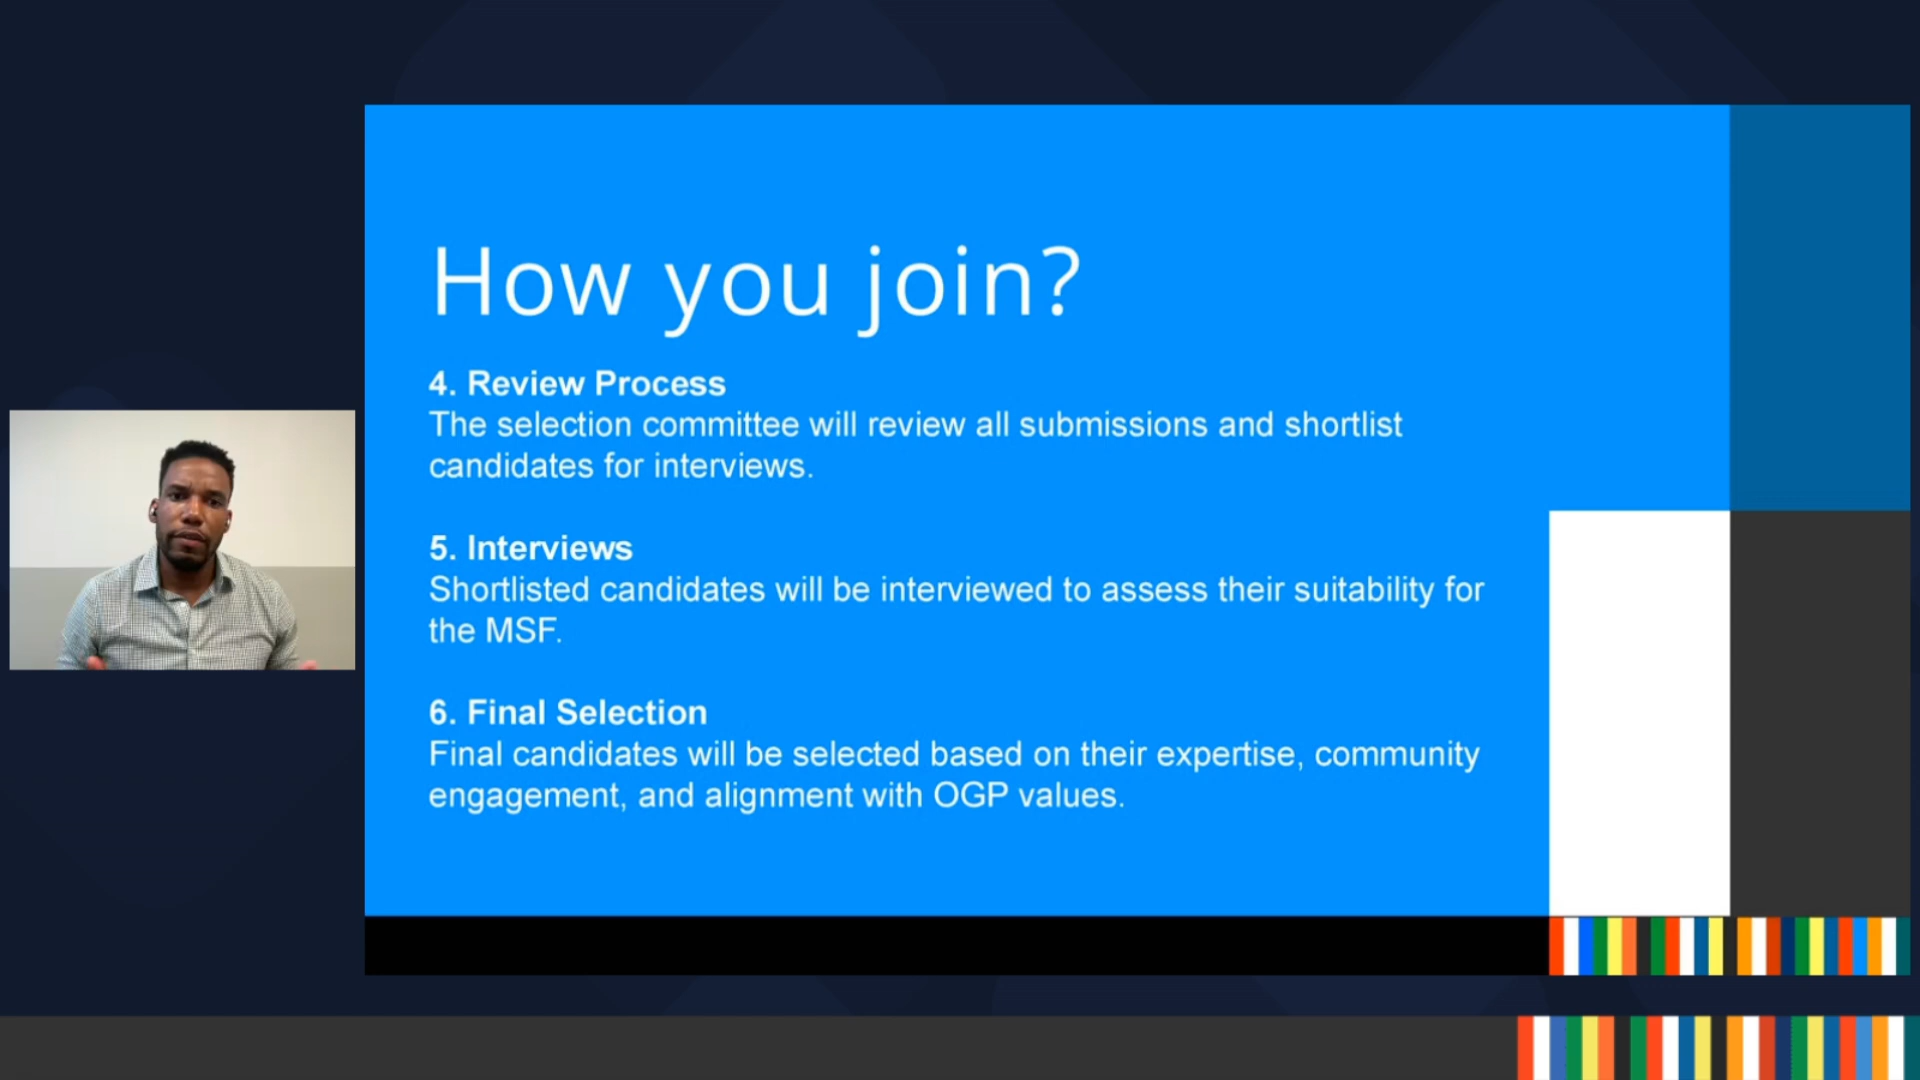 How you join?
4. Review Process
The selection committee will review all submissions and shortlist
candidates for interviews.
5. Interviews
Shortlisted candidates will be interviewed to assess their suitability for
the MSF.
6. Final Selection
Final candidates will be selected based on their expertise, community
engagement, and alignment with OGP values.